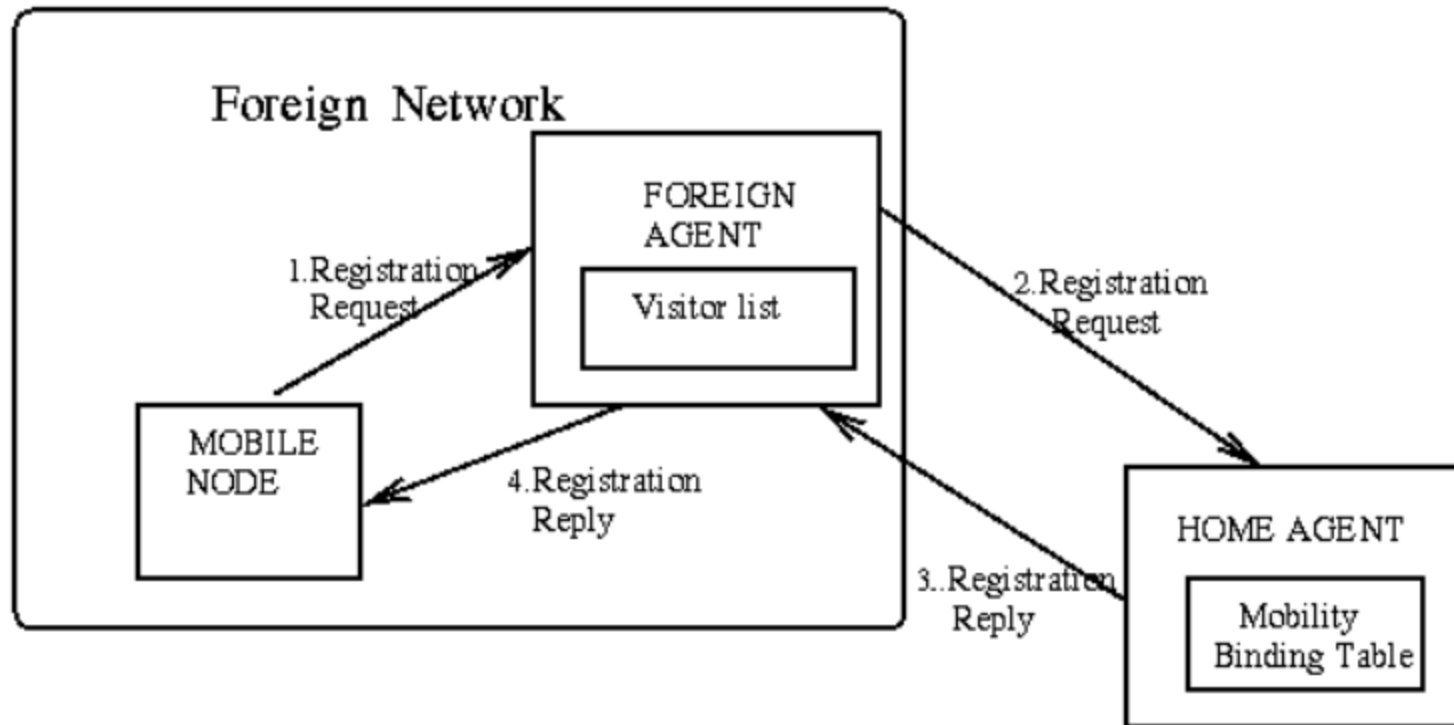 Foreign Network
FOREIGN
AGENT
Visitor list
1.Registration
Request
2.Registration
Request
MOBILE
NODE
4.Registration
Reply
HOME AGENT
3..Registration
Reply
Mobility
Binding Table